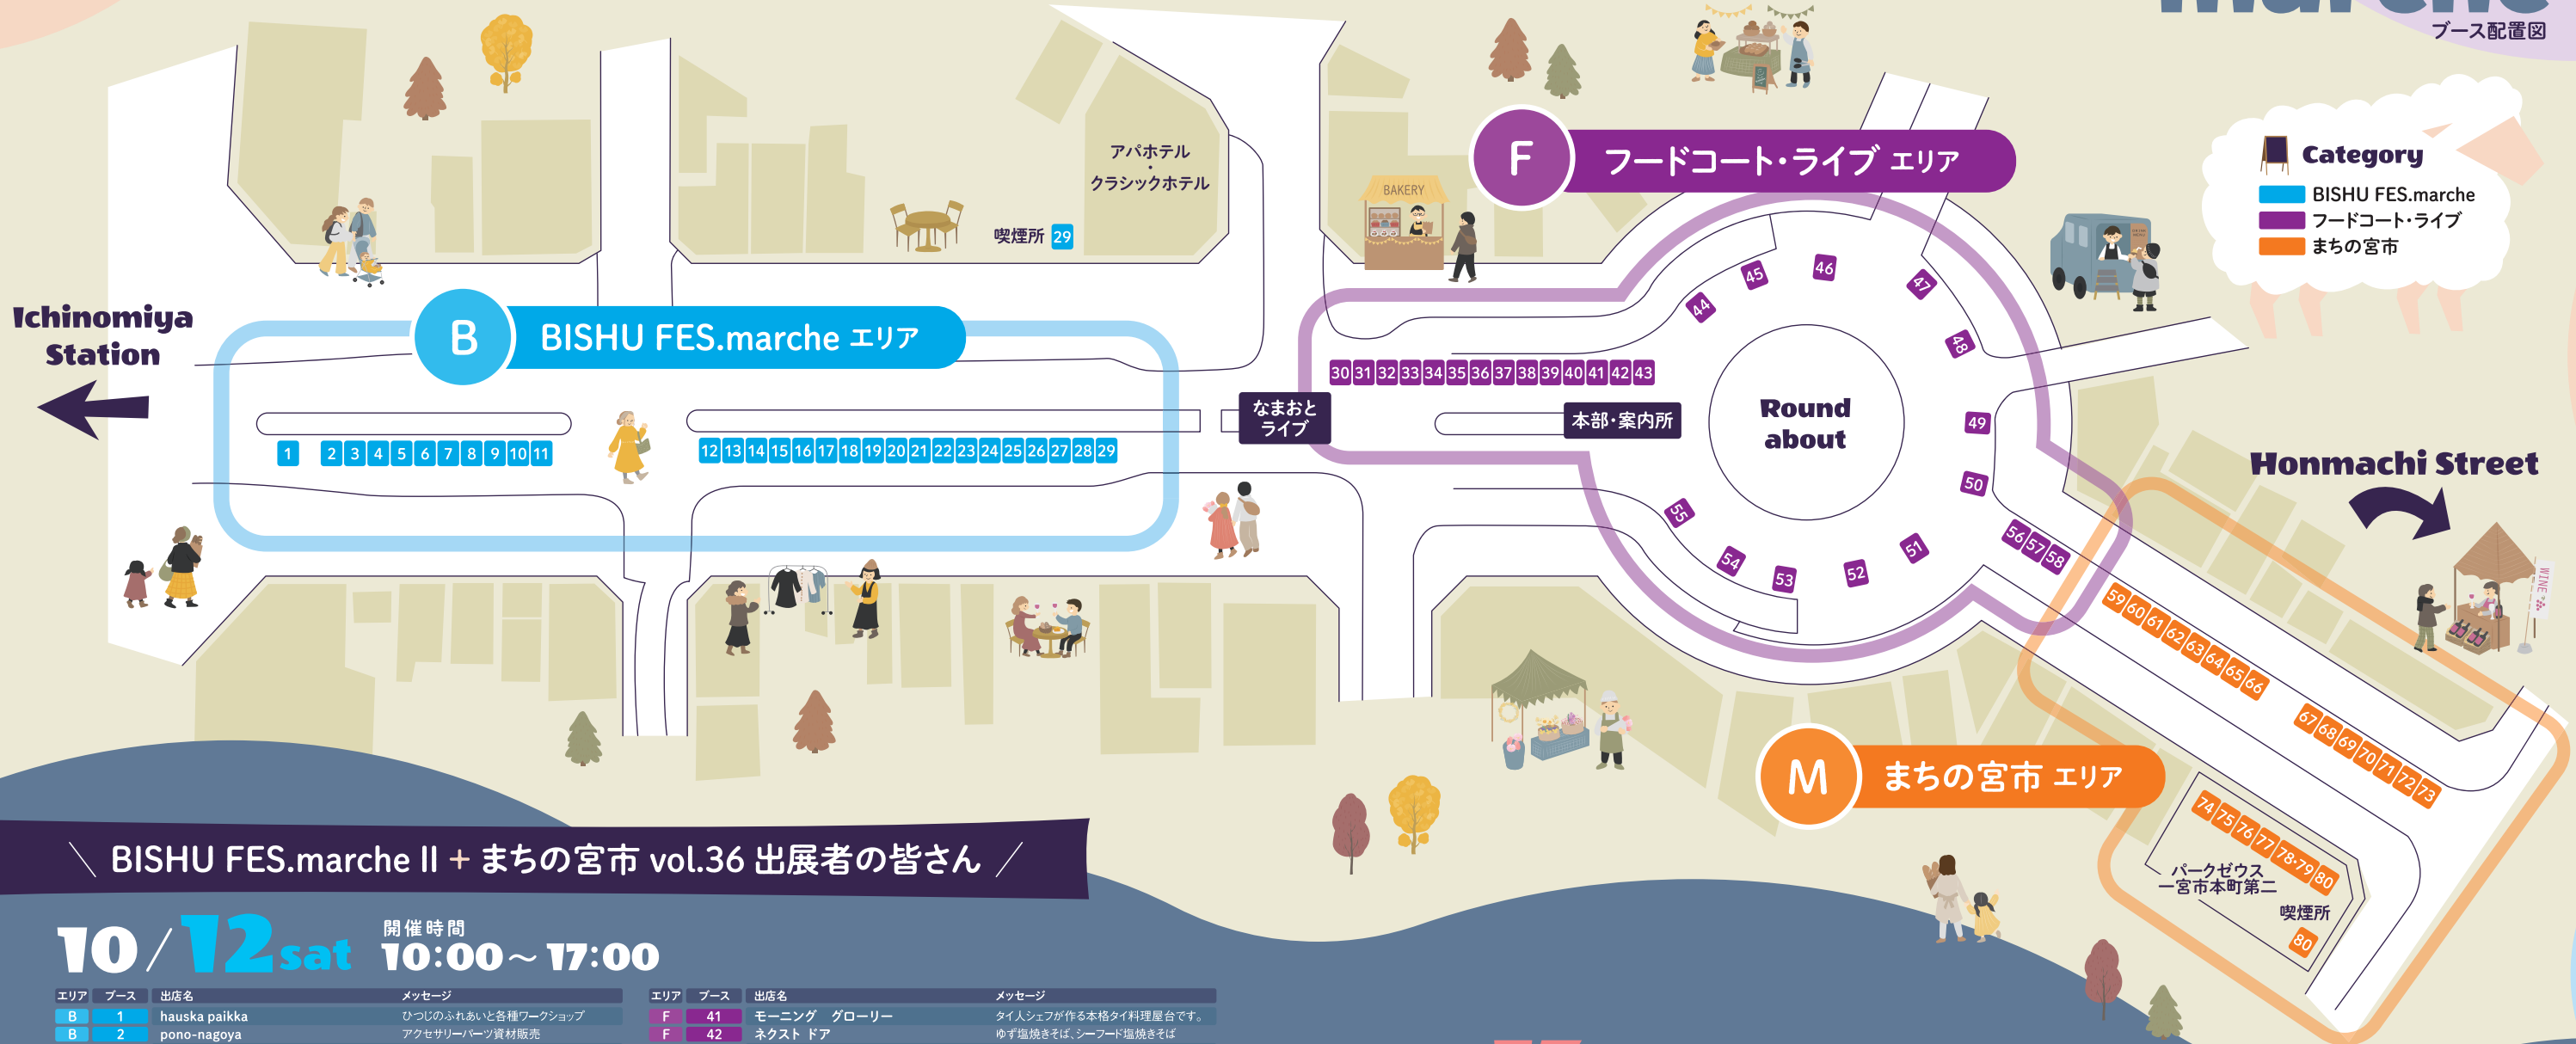 marche
ブース配置図
Category
BISHU FES.marche
フードコート・ライブ
まちの宮市
アパホテル
・
クラシックホテル
喫煙所 29
BAKERY
F フードコート・ライブ エリア
Ichinomiya
Station
B BISHU FES.marche エリア
44 45 46 47 48 49 50 51 52 53 54 55
30 31 32 33 34 35 36 37 38 39 40 41 42 43
なまおと
ライブ
本部・案内所
Round
about
1 2 3 4 5 6 7 8 9 10 11
12 13 14 15 16 17 18 19 20 21 22 23 24 25 26 27 28 29
56 57 58
Honmachi Street
WINE
59 60 61 62 63 64 65 66
67 68 69 70 71 72 73
M まちの宮市 エリア
74 75 76 77 78・79 80
パークゼウス
一宮市本町第二
喫煙所
80
BISHU FES.marche II + まちの宮市 vol.36 出展者の皆さん
10/12sat 開催時間
10:00～17:00
エリア ブース 出店名 メッセージ
B 1 hauska paikka ひつじのふれあいと各種ワークショップ
B 2 pono-nagoya アクセサリーパーツ資材販売
エリア ブース 出店名 メッセージ
F 41 モーニング グローリー タイ人シェフが作る本格タイ料理屋台です。
F 42 ネクスト ドア ゆず塩焼きそば、シーフード塩焼きそば